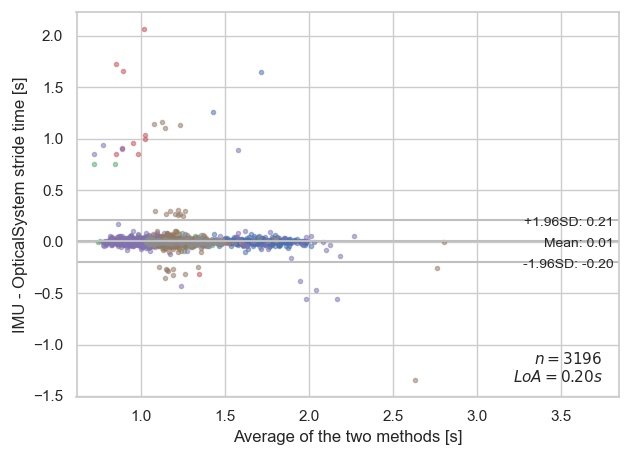 IMU - OpticalSystem stride time [s]
2.0
1.5
1.0
0.5
0.0
−0.5
−1.0
−1.5
+1.96SD: 0.21
Mean: 0.01
-1.96SD: -0.20
n = 3196
LoA = 0.20s
1.0 1.5 2.0 2.5 3.0 3.5
Average of the two methods [s]